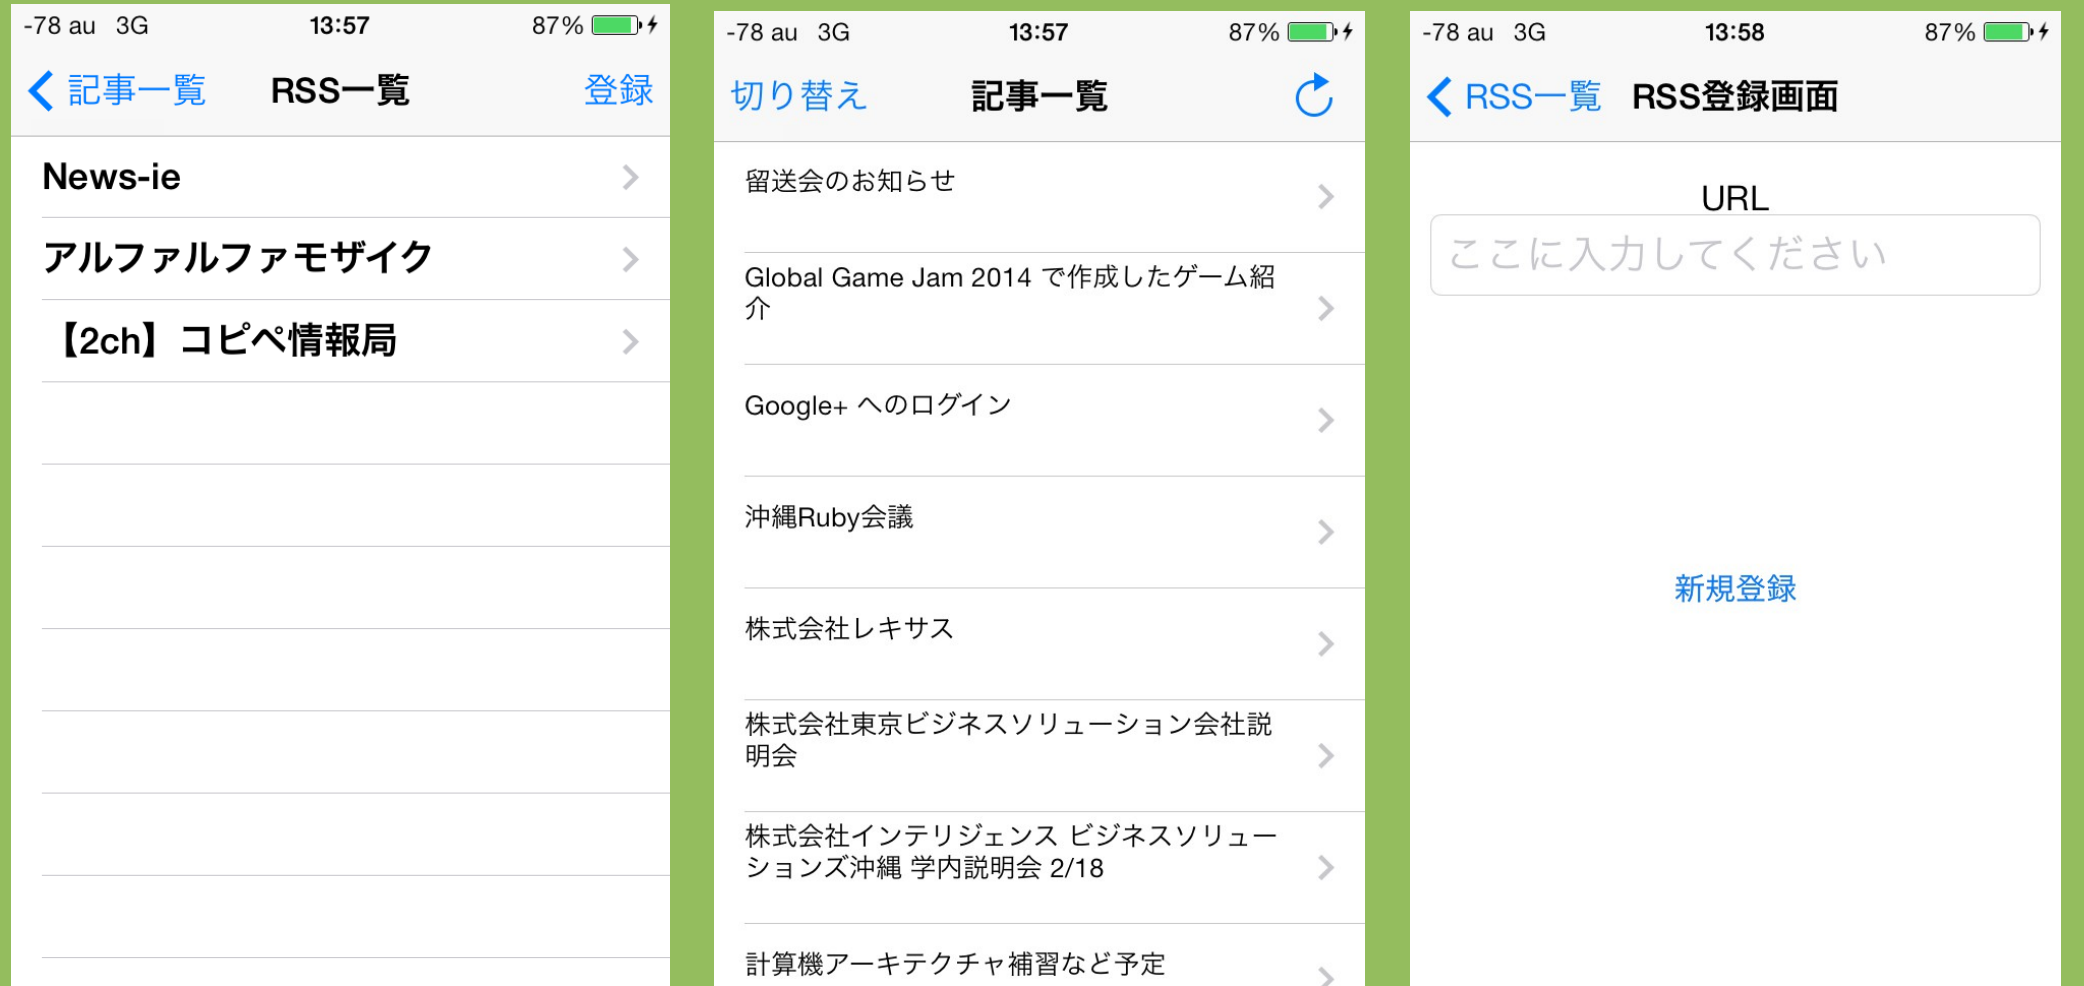 -78 au 3G 13:57 87%
記事一覧 RSS一覧 登録
News-ie
アルファルファモザイク
【2ch】コピペ情報局
-78 au 3G 13:57 87%
切り替え 記事一覧
留送会のお知らせ
Global Game Jam 2014 で作成したゲーム紹
介
Google+ へのログイン
沖縄Ruby会議
株式会社レキサス
株式会社東京ビジネスソリューション会社説
明会
株式会社インテリジェンス ビジネスソリュー
ションズ沖縄 学内説明会 2/18
計算機アーキテクチャ補習など予定
-78 au 3G 13:58 87%
RSS一覧 RSS登録画面
URL
ここに入力してください
新規登録